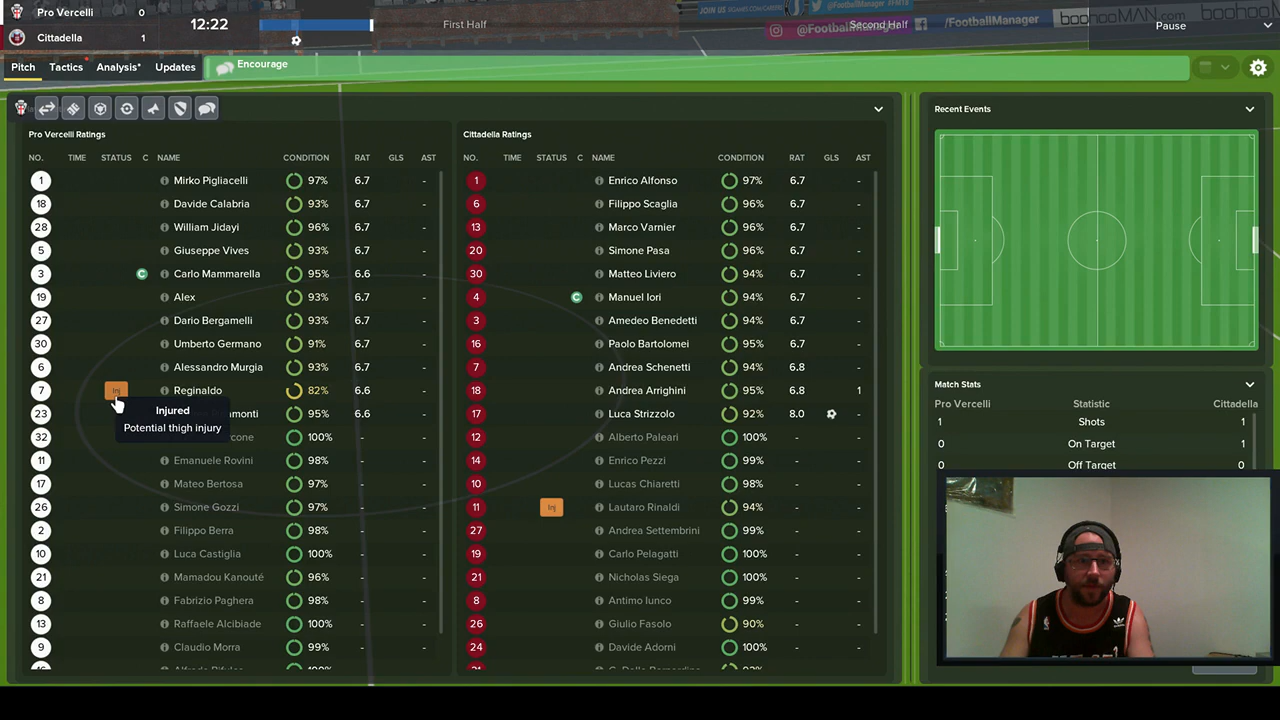 Pro Vercelli 0
Cittadella 1
12:22
First Half
Second Half
JOIN US /FOOTBALLMANAGER
@FootballManager
@FootballManager
/FootballManager
boohooMAN.com boohoo
Pause
Pitch Tactics Analysis* Updates
Encourage
Pro Vercelli Ratings
NO. TIME STATUS C NAME CONDITION RAT GLS AST
1 Mirko Pigliacelli 97% 6.7 -
18 Davide Calabria 93% 6.7 -
28 William Jidayi 96% 6.7 -
5 Giuseppe Vives 93% 6.7 -
3 C Carlo Mammarella 95% 6.6 -
19 Alex 93% 6.7 -
27 Dario Bergamelli 93% 6.7 -
30 Umberto Germano 91% 6.7 -
6 Alessandro Murgia 93% 6.7 -
7 Inj Reginaldo 82% 6.6 -
23 monti 95% 6.6 -
Injured
Potential thigh injury
32 rcone 100% - -
11 Emanuele Rovini 98% - -
17 Mateo Bertosa 97% - -
26 Simone Gozzi 97% - -
2 Filippo Berra 98% - -
10 Luca Castiglia 100% - -
21 Mamadou Kanouté 96% - -
8 Fabrizio Paghera 98% - -
13 Raffaele Alcibiade 100% - -
9 Claudio Morra 99% - -
Cittadella Ratings
NO. TIME STATUS C NAME CONDITION RAT GLS AST
1 Enrico Alfonso 97% 6.7
6 Filippo Scaglia 96% 6.7
13 Marco Varnier 96% 6.7
20 Simone Pasa 96% 6.7
30 Matteo Liviero 94% 6.7
4 C Manuel Iori 94% 6.7
3 Amedeo Benedetti 94% 6.7
16 Paolo Bartolomei 95% 6.7
7 Andrea Schenetti 94% 6.8
18 Andrea Arrighini 95% 6.8 1
17 Luca Strizzolo 92% 8.0
12 Alberto Paleari 100% - -
14 Enrico Pezzi 99% - -
10 Lucas Chiaretti 98% - -
11 Inj Lautaro Rinaldi 94% - -
27 Andrea Settembrini 99% - -
19 Carlo Pelagatti 100% - -
21 Nicholas Siega 100% - -
8 Antimo Iunco 99% - -
26 Giulio Fasolo 90% - -
24 Davide Adorni 100% - -
Recent Events
Match Stats
Pro Vercelli Statistic Cittadella
1 Shots 1
0 On Target 1
0 Off Target 0